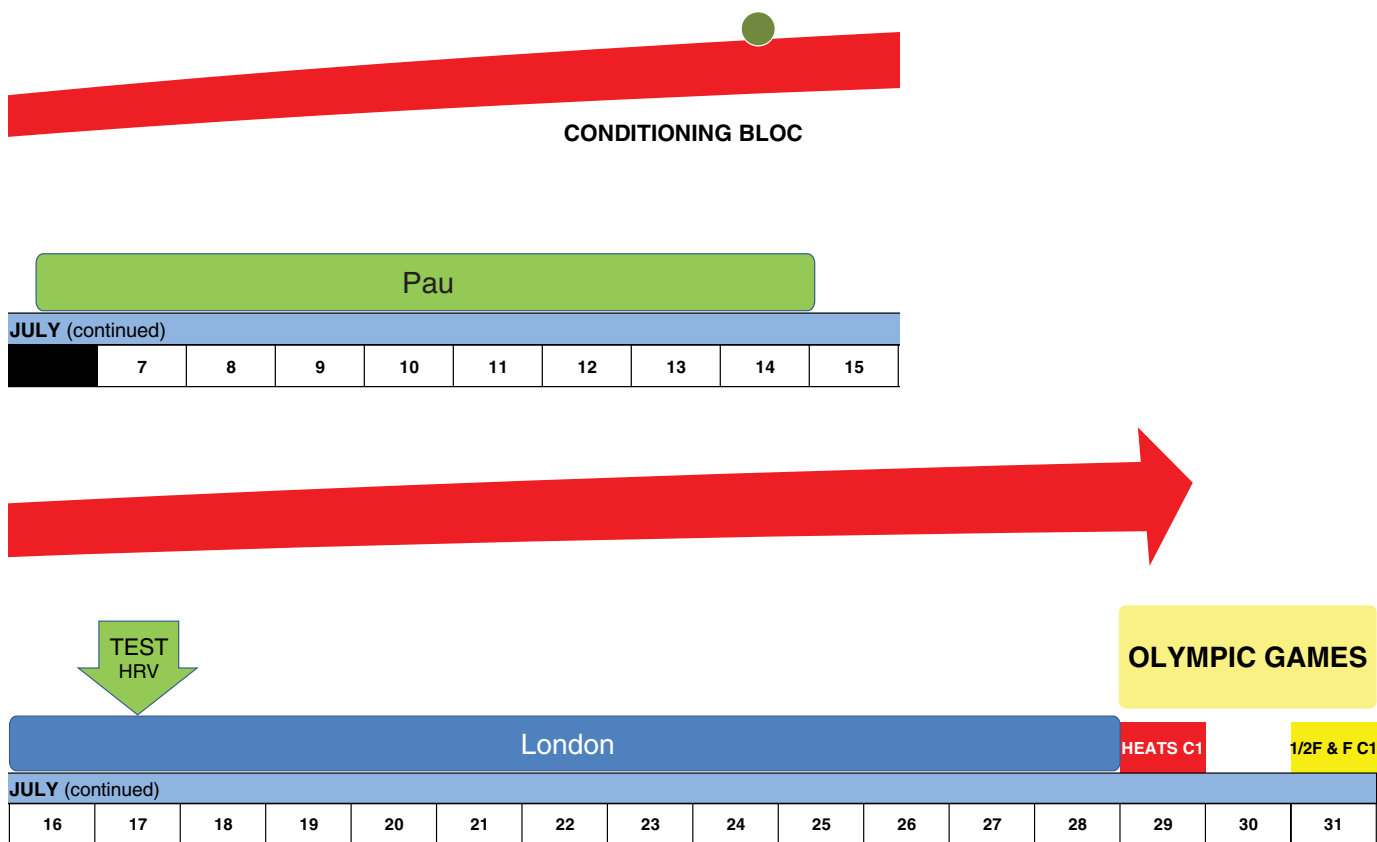 CONDITIONING BLOC
Pau
JULY (continued)
7 8 9 10 11 12 13 14 15
TEST
HRV
OLYMPIC GAMES
London
HEATS C1
1/2F & F C1
JULY (continued)
16 17 18 19 20 21 22 23 24 25 26 27 28 29 30 31